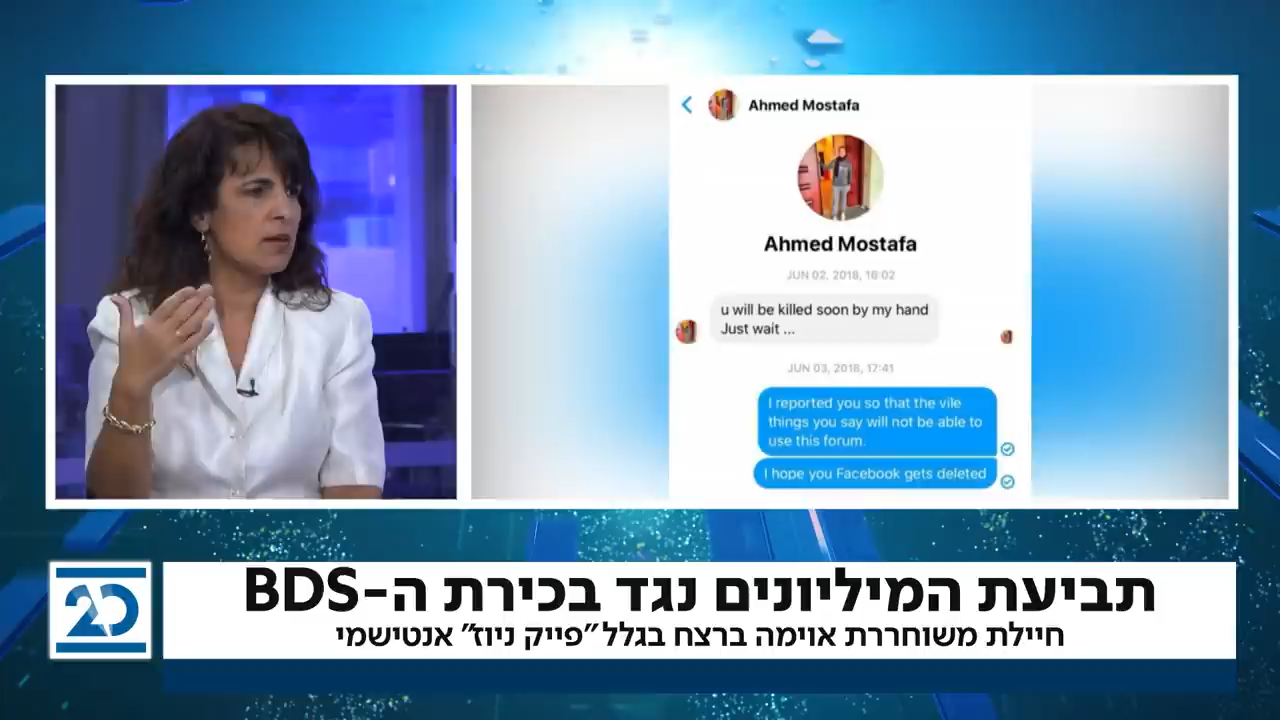 Ahmed Mostafa
Ahmed Mostafa
JUN 02, 2018, 16:02
u will be killed soon by my hand
Just wait ...
JUN 03, 2018, 17:41
I reported you so that the vile
things you say will not be able to
use this forum.
I hope you Facebook gets deleted
20
תביעת המיליונים נגד בכירת ה-BDS
חיילת משוחררת אוימה ברצח בגלל "פייק ניוז" אנטישמי